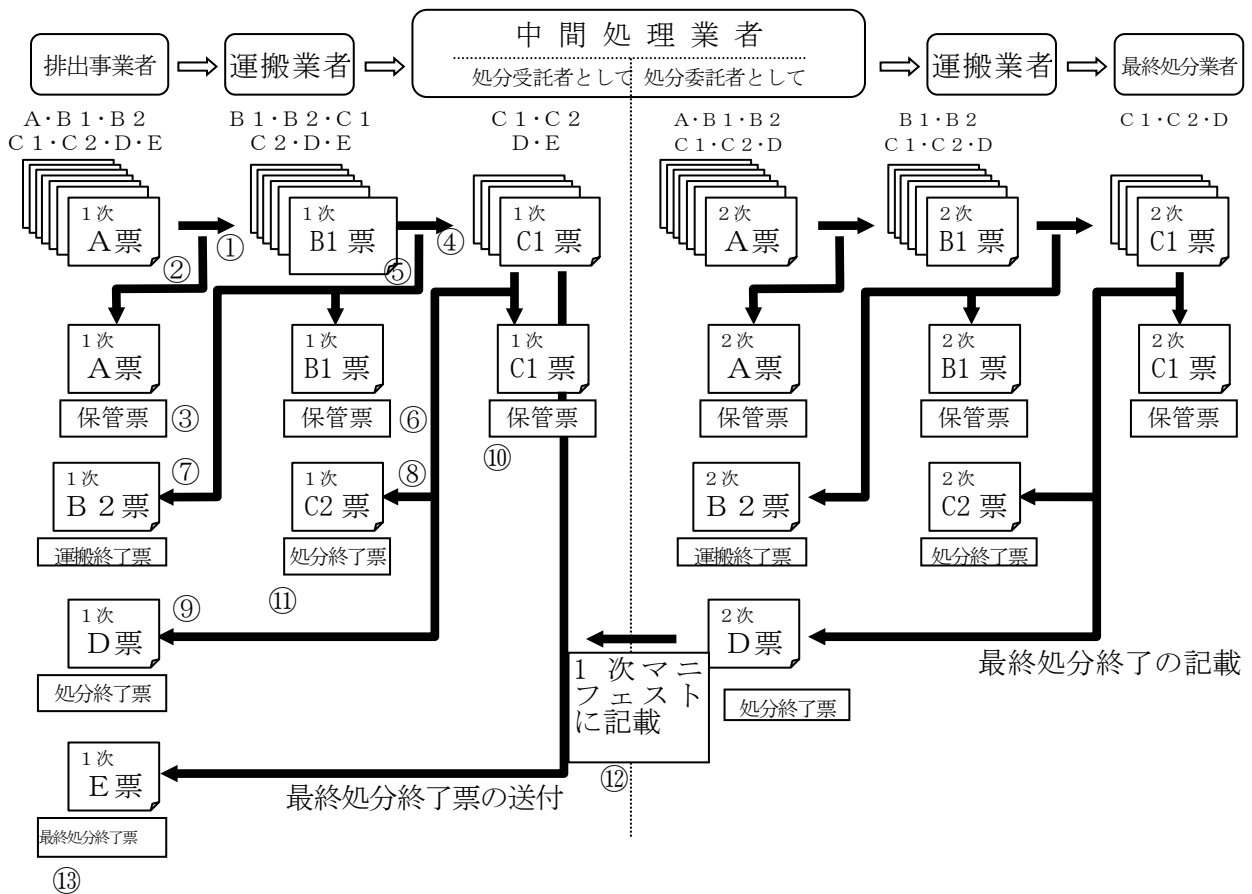 中間処理業者
排出事業者
運搬業者
処分受託者として
処分委託者として
運搬業者
最終処分業者
A・B1・B2
C1・C2・D・E
B1・B2・C1
C2・D・E
C1・C2
D・E
A・B1・B2
C1・C2・D
B1・B2
C1・C2・D
C1・C2・D
1次
A票
①
②
1次
B1票
④
⑤
1次
C1票
2次
A票
2次
B1票
2次
C1票
1次
A票
保管票
③
1次
B1票
保管票
⑥
1次
C1票
保管票
⑩
2次
A票
保管票
2次
B1票
保管票
2次
C1票
保管票
1次
B2票
運搬終了票
⑦
1次
C2票
処分終了票
⑧
⑪
2次
B2票
運搬終了票
2次
C2票
処分終了票
1次
D票
処分終了票
⑨
2次
D票
処分終了票
最終処分終了の記載
1次マニ
フェスト
に記載
⑫
1次
E票
最終処分終了票
⑬
最終処分終了票の送付